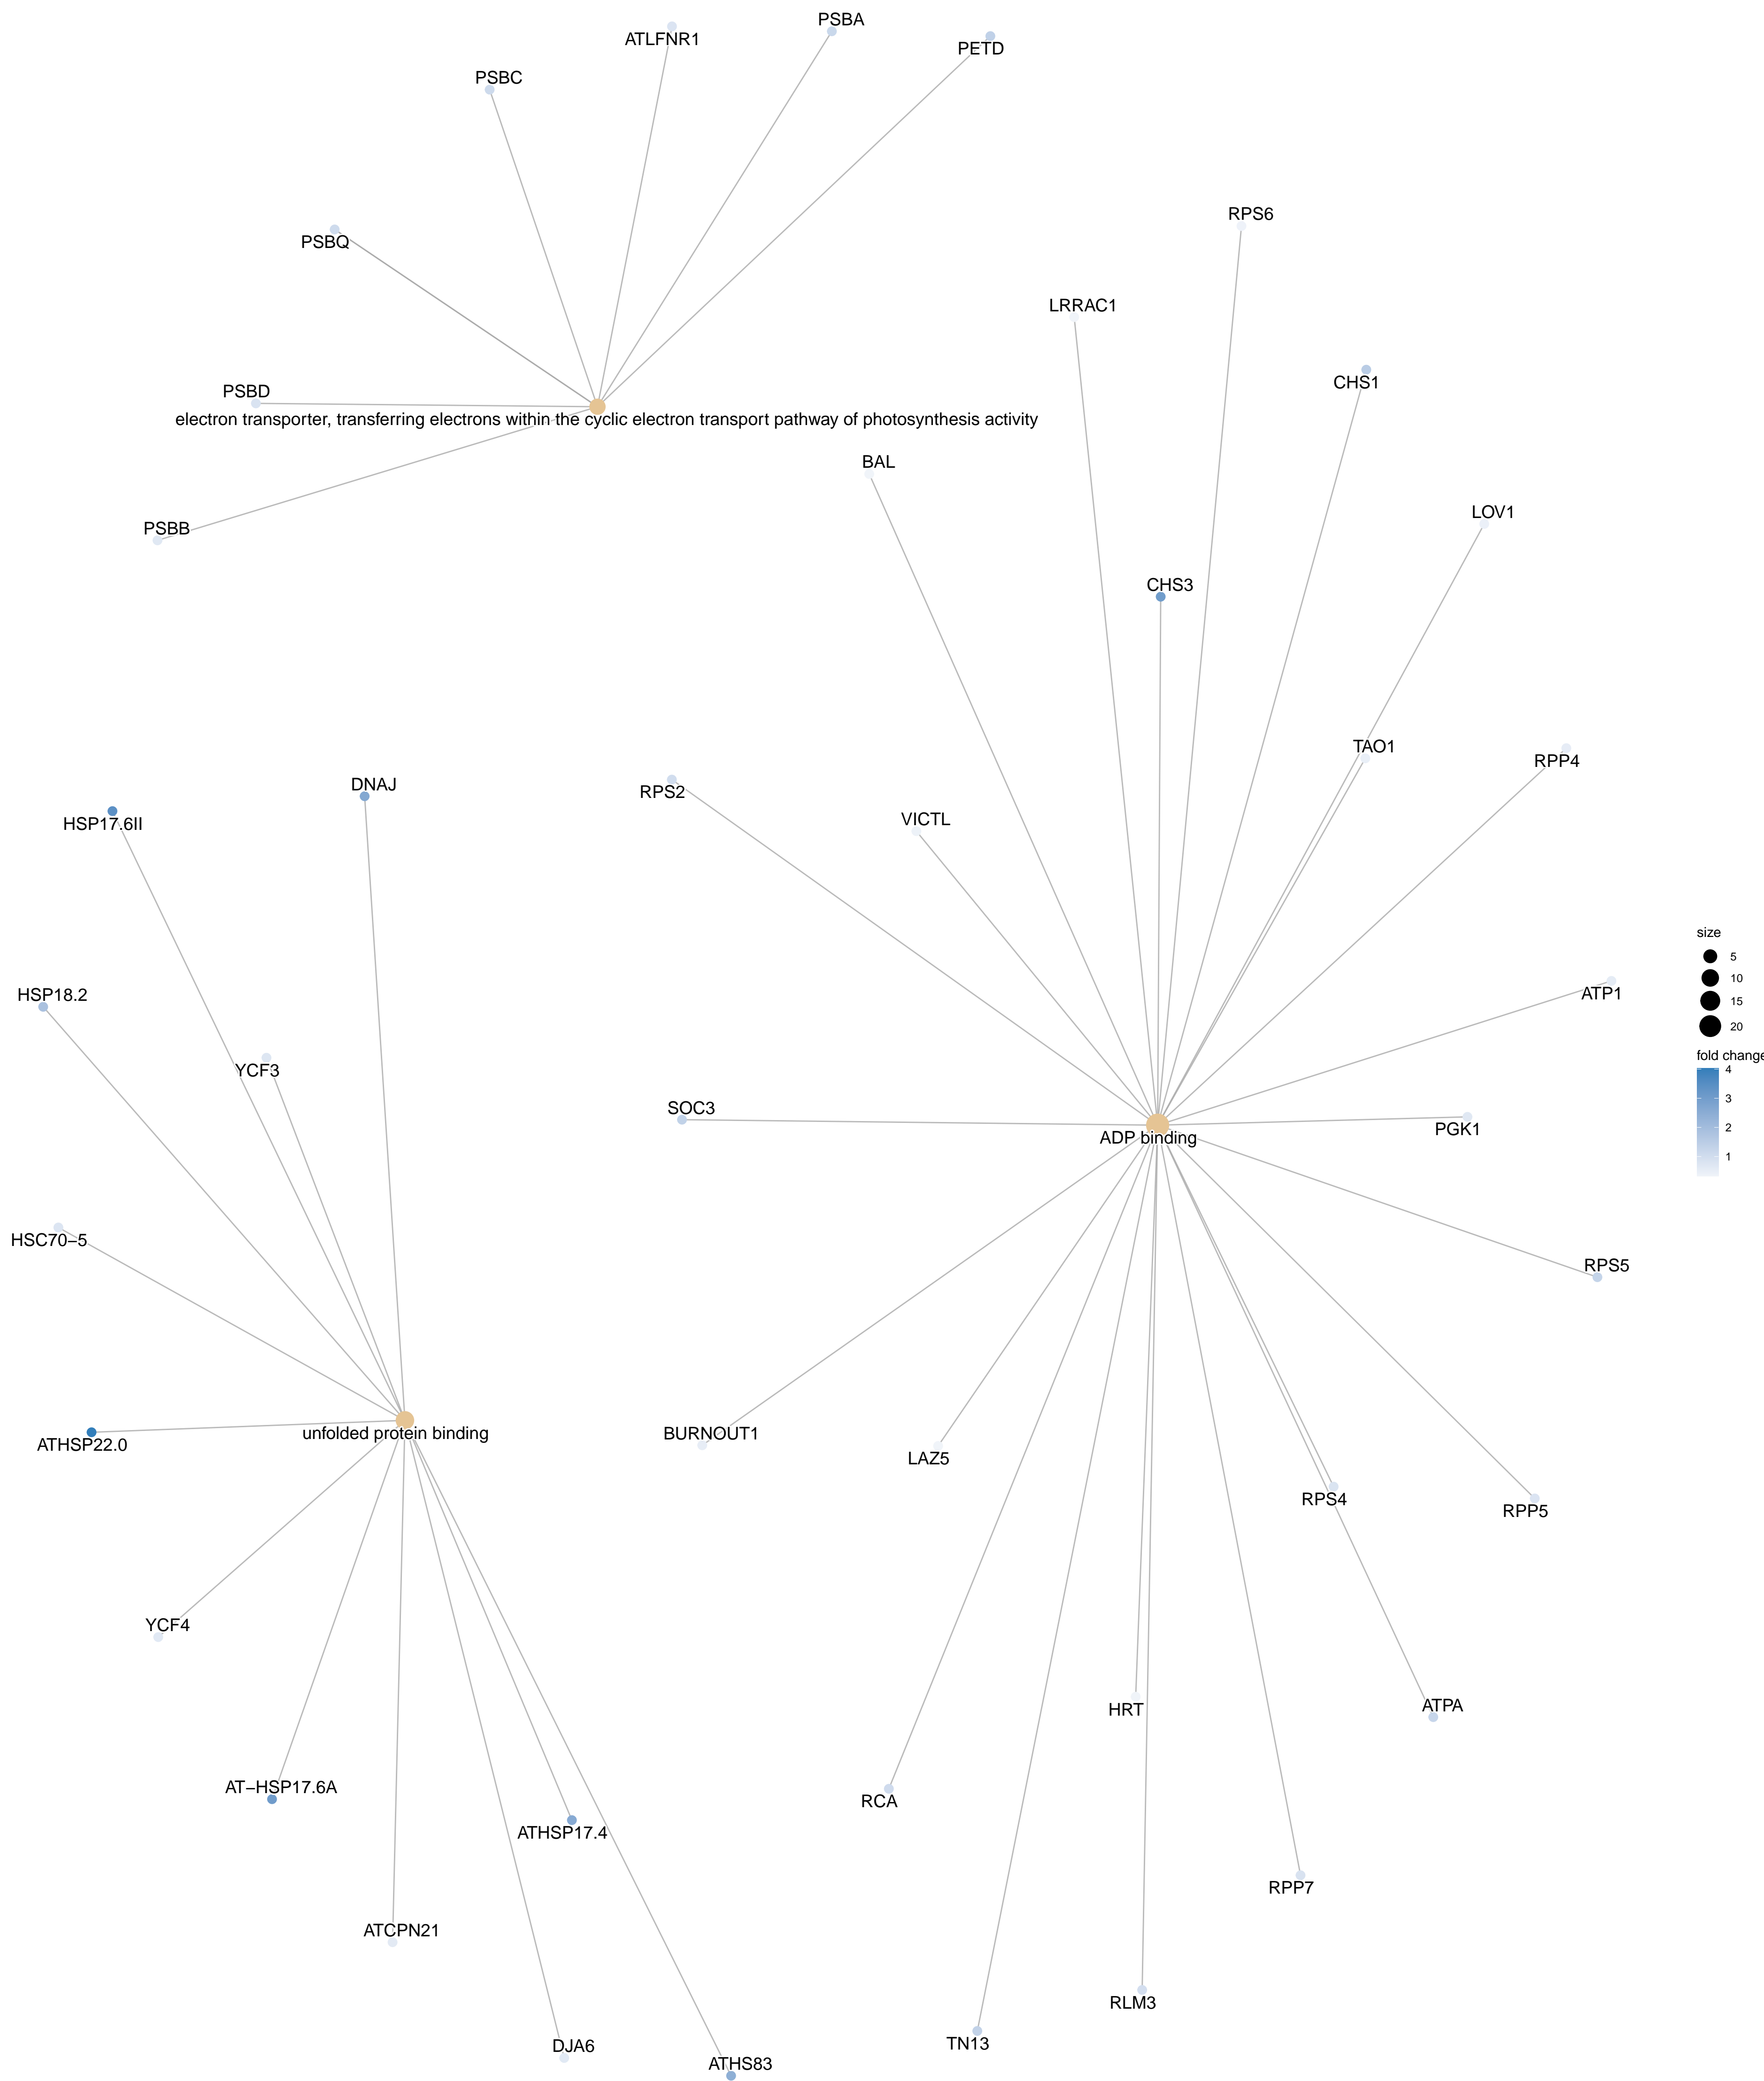 PSBA
ATLFNR1
PETD
PSBC
RPS6
PSBQ
LRRAC1
CHS1
PSBD
electron transporter, transferring electrons within the cyclic electron transport pathway of photosynthesis activity
BAL
LOV1
PSBB
CHS3
TAO1
RPP4
DNAJ
RPS2
HSP17.6II
VICTL
size
5
10
15
20
HSP18.2
ATP1
fold change
4
3
2
1
YCF3
SOC3
PGK1
ADP binding
HSC70−5
RPS5
unfolded protein binding
BURNOUT1
ATHSP22.0
LAZ5
RPS4
RPP5
YCF4
HRT
ATPA
AT−HSP17.6A
RCA
ATHSP17.4
RPP7
ATCPN21
RLM3
TN13
DJA6
ATHS83